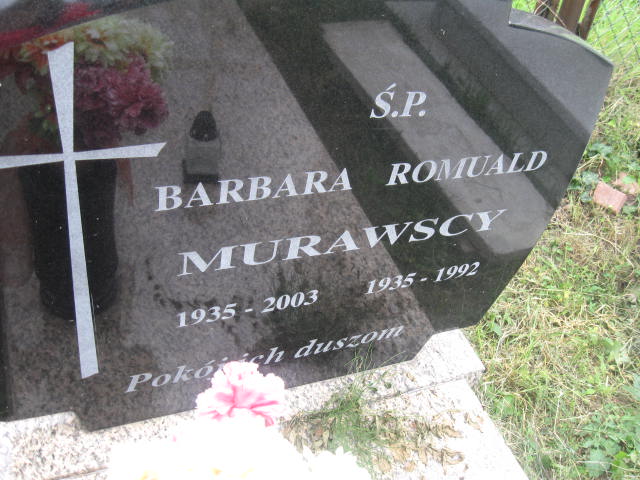 Ś.P.
BARBARA ROMUALD
MURAWSCY
1935 - 2003 1935 - 1992
Pokój ich duszom